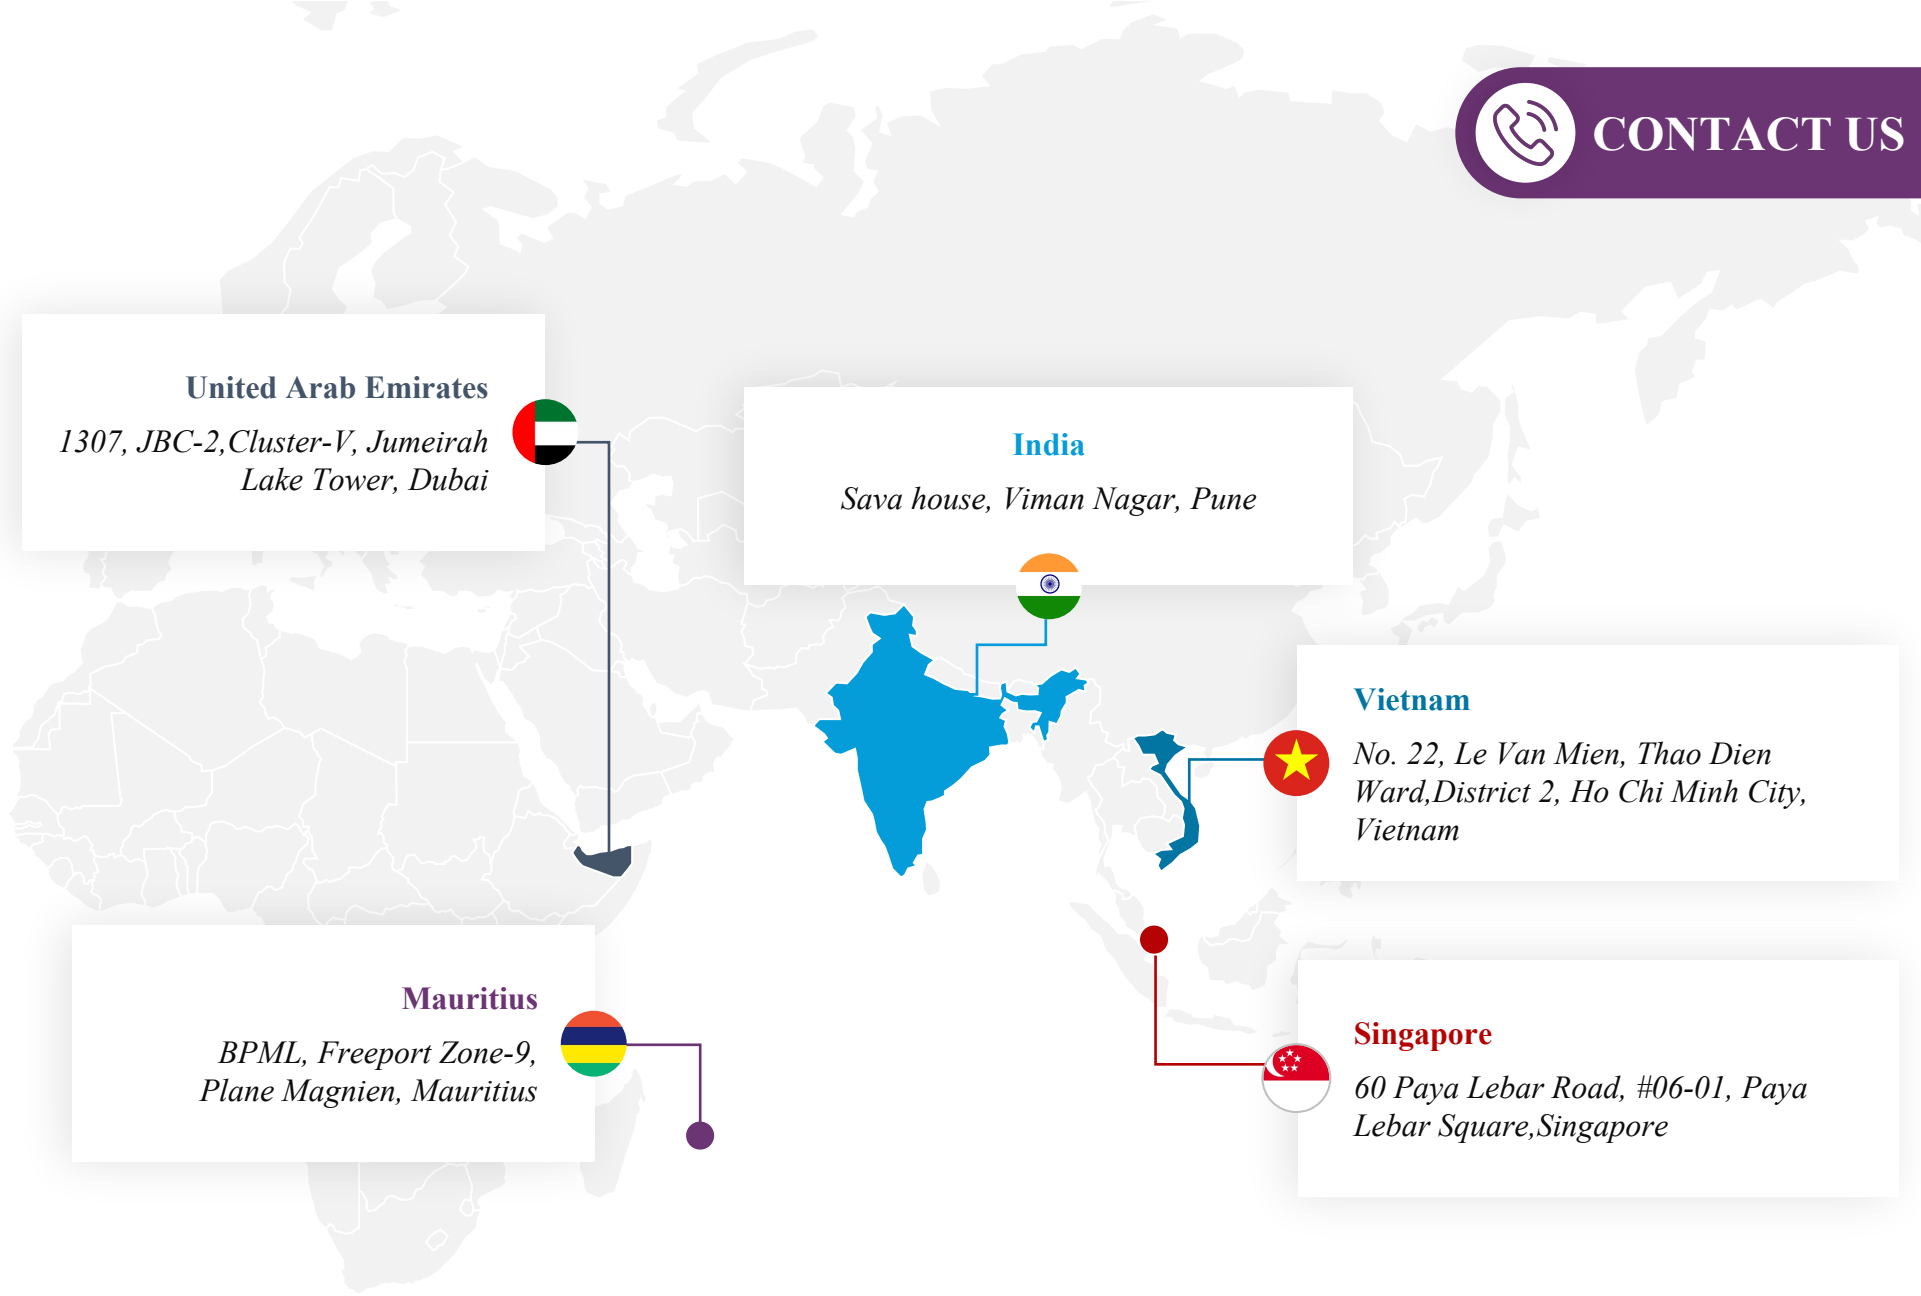 CONTACT US
United Arab Emirates
1307, JBC-2,Cluster-V, Jumeirah
Lake Tower, Dubai
India
Sava house, Viman Nagar, Pune
Vietnam
No. 22, Le Van Mien, Thao Dien
Ward,District 2, Ho Chi Minh City,
Vietnam
Mauritius
BPML, Freeport Zone-9,
Plane Magnien, Mauritius
Singapore
60 Paya Lebar Road, #06-01, Paya
Lebar Square,Singapore